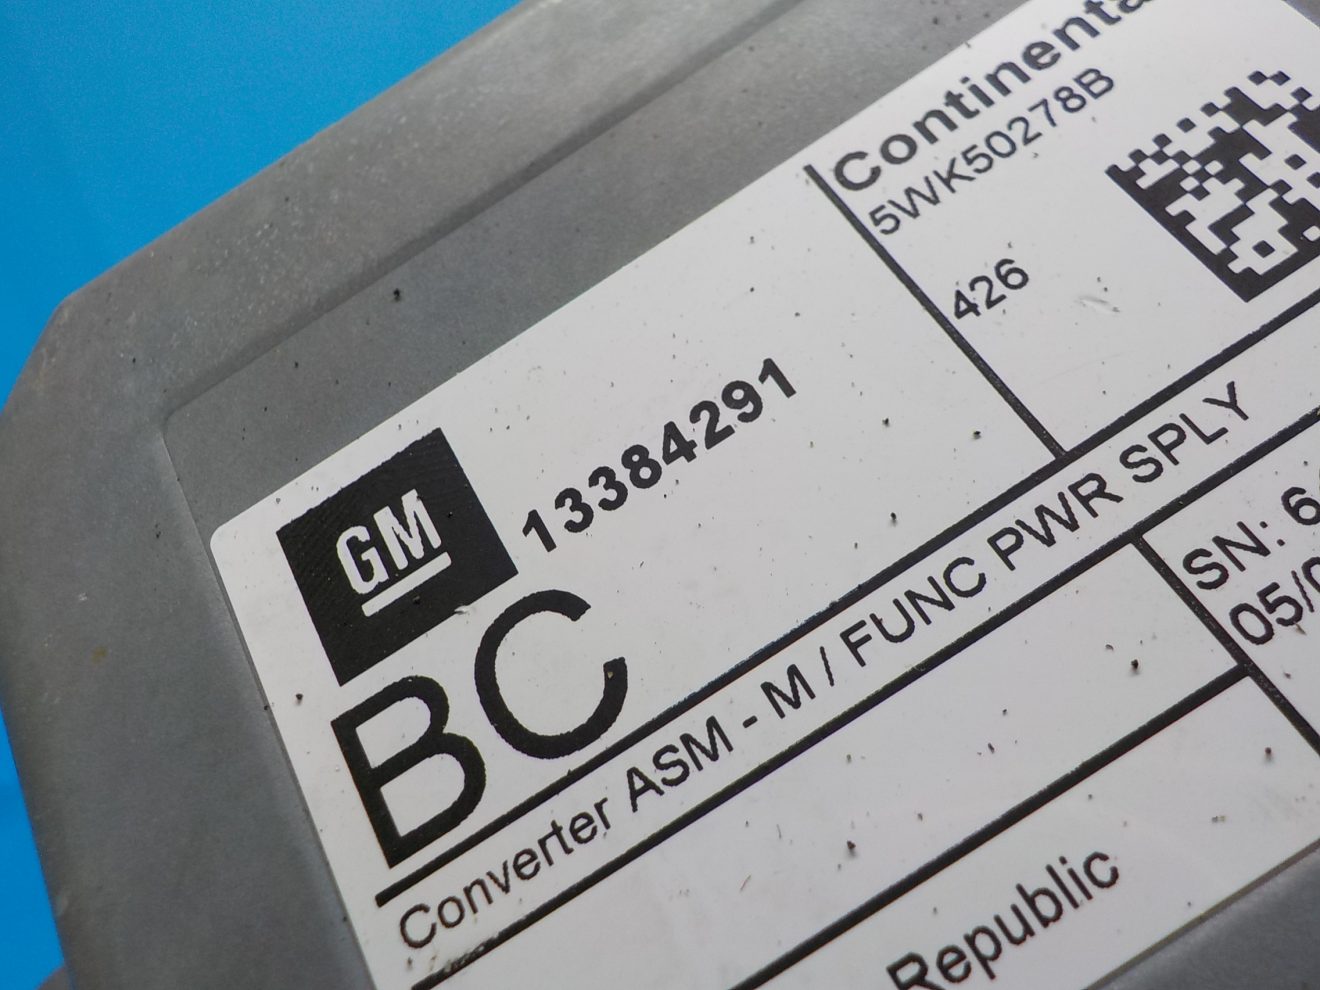 Continenta
5WK50278B
426
GM
13384291
BC
Converter ASM - M / FUNC PWR SPLY
SN: 6
05/0
Republic